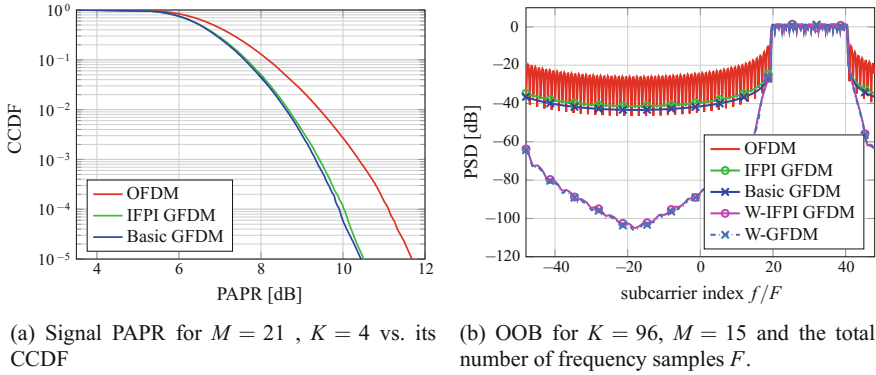 10^0
10^−1
10^−2
10^−3
10^−4
10^−5
CCDF
OFDM
IFPI GFDM
Basic GFDM
4 6 8 10 12
PAPR [dB]
(a) Signal PAPR for M = 21 , K = 4 vs. its
CCDF
0
−20
−40
−60
−80
−100
−120
PSD [dB]
OFDM
IFPI GFDM
Basic GFDM
W-IFPI GFDM
W-GFDM
−40 −20 0 20 40
subcarrier index f/F
(b) OOB for K = 96, M = 15 and the total
number of frequency samples F.